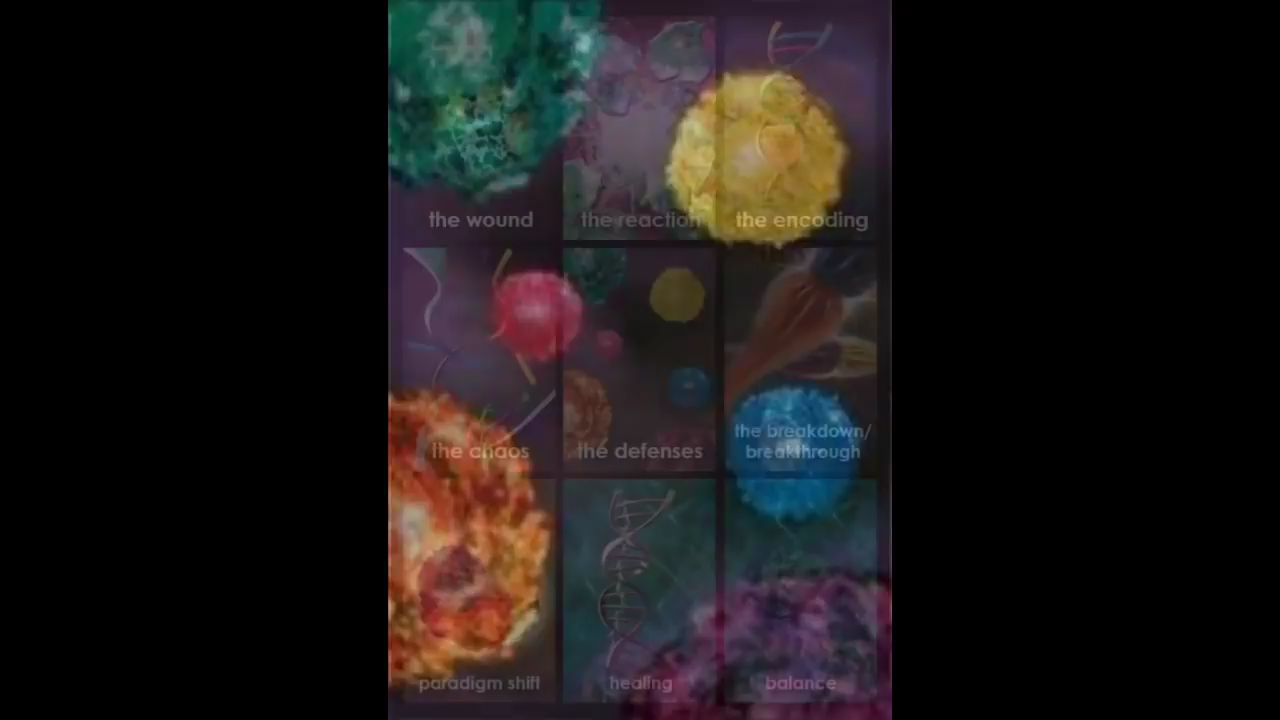 the wound
the reaction
the encoding
the chaos
the defenses
the breakdown/
breakthrough
paradigm shift
healing
balance